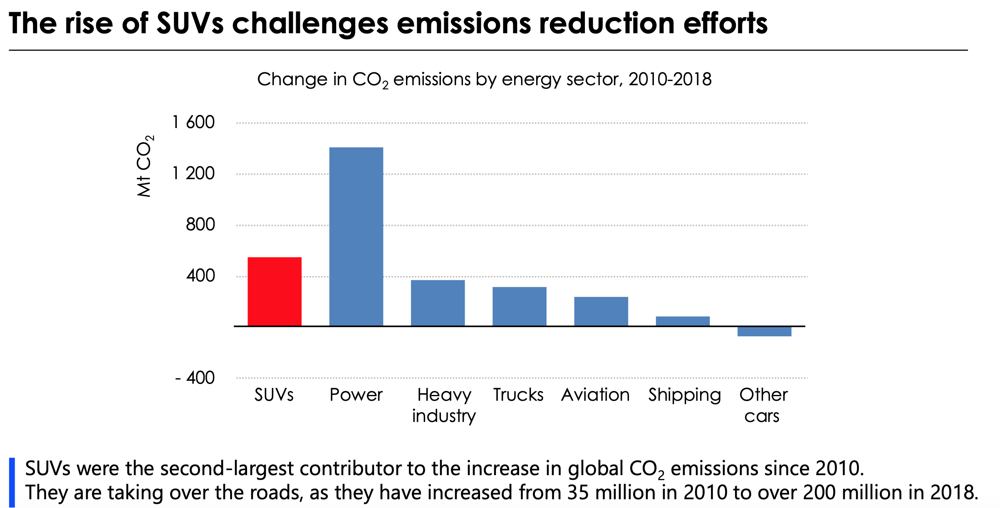 The rise of SUVs challenges emissions reduction efforts
Change in CO₂ emissions by energy sector, 2010-2018
Mt CO₂
1 600
1 200
800
400
- 400
SUVs
Power
Heavy
industry
Trucks
Aviation
Shipping
Other
cars
SUVs were the second-largest contributor to the increase in global CO₂ emissions since 2010.
They are taking over the roads, as they have increased from 35 million in 2010 to over 200 million in 2018.